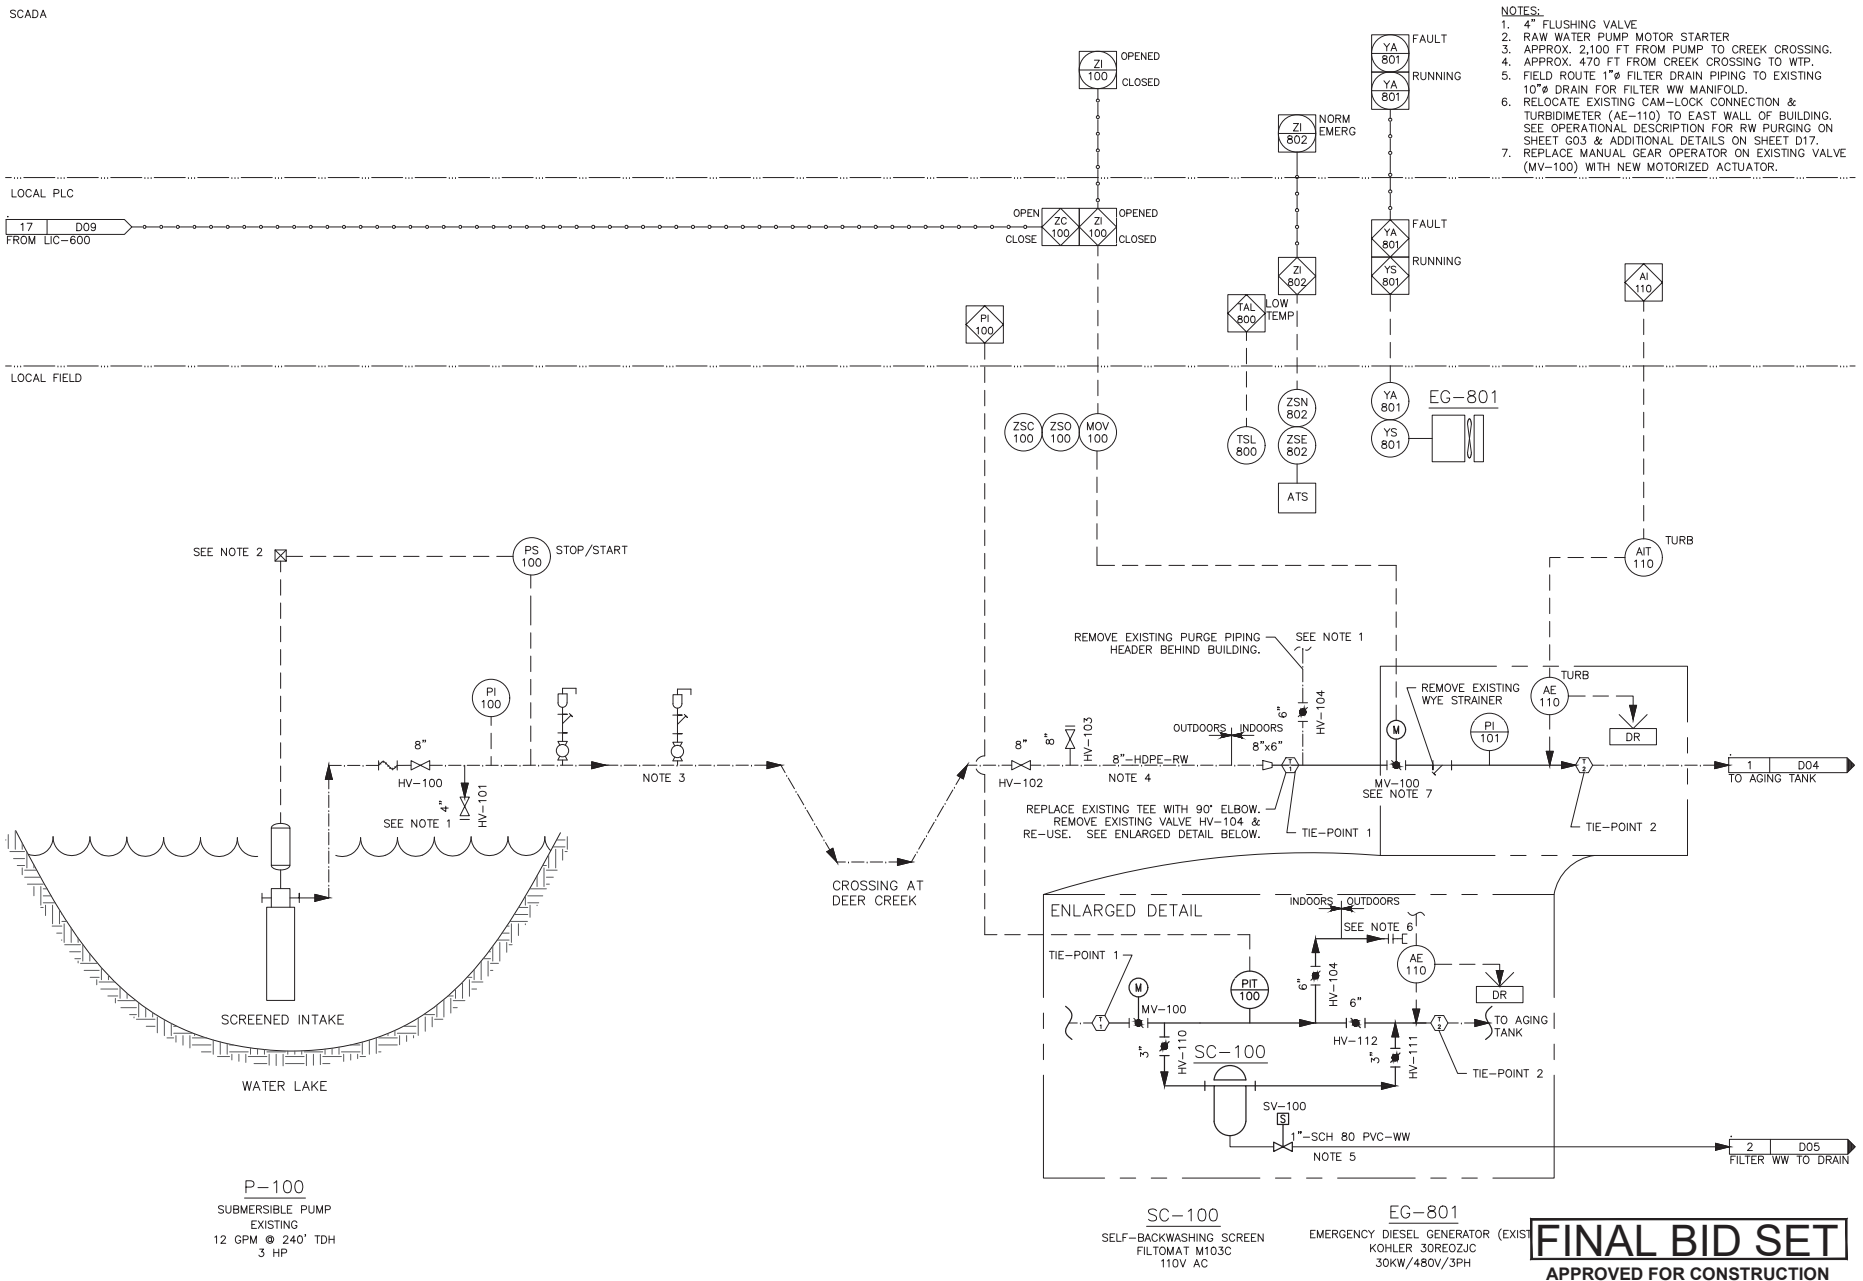 SCADA
NOTES:
1. 4" FLUSHING VALVE
2. RAW WATER PUMP MOTOR STARTER
3. APPROX. 2,100 FT FROM PUMP TO CREEK CROSSING.
4. APPROX. 470 FT FROM CREEK CROSSING TO WTP.
5. FIELD ROUTE 1"ø FILTER DRAIN PIPING TO EXISTING
10"ø DRAIN FOR FILTER WW MANIFOLD.
6. RELOCATE EXISTING CAM-LOCK CONNECTION &
TURBIDIMETER (AE-110) TO EAST WALL OF BUILDING.
SEE OPERATIONAL DESCRIPTION FOR RW PURGING ON
SHEET G03 & ADDITIONAL DETAILS ON SHEET D17.
7. REPLACE MANUAL GEAR OPERATOR ON EXISTING VALVE
(MV-100) WITH NEW MOTORIZED ACTUATOR.
ZI
100
OPENED
CLOSED
YA
801
FAULT
YA
801
RUNNING
ZI
802
NORM
EMERG
LOCAL PLC
17 D09
FROM LIC-600
OPEN
CLOSE
ZC
100
ZI
100
OPENED
CLOSED
YA
801
FAULT
YS
801
RUNNING
ZI
802
AI
110
PI
100
TAL
800
LOW
TEMP
LOCAL FIELD
ZSC
100
ZSO
100
MOV
100
TSL
800
ZSN
802
ZSE
802
ATS
YA
801
YS
801
EG-801
SEE NOTE 2
PS
100
STOP/START
AIT
110
TURB
REMOVE EXISTING PURGE PIPING
HEADER BEHIND BUILDING.
SEE NOTE 1
PI
100
8"
HV-100
4"
HV-101
SEE NOTE 1
NOTE 3
8"
HV-102
8"
HV-103
8"-HDPE-RW
NOTE 4
OUTDOORS INDOORS
8"x6"
6"
HV-104
T
1
M
MV-100
SEE NOTE 7
REMOVE EXISTING
WYE STRAINER
PI
101
AE
110
TURB
DR
T
2
1 D04
TO AGING TANK
REPLACE EXISTING TEE WITH 90° ELBOW.
REMOVE EXISTING VALVE HV-104 &
RE-USE. SEE ENLARGED DETAIL BELOW.
TIE-POINT 1
TIE-POINT 2
CROSSING AT
DEER CREEK
SCREENED INTAKE
WATER LAKE
ENLARGED DETAIL
INDOORS OUTDOORS
SEE NOTE 6
TIE-POINT 1
T
1
M
MV-100
PIT
100
6"
HV-104
AE
110
DR
6"
HV-112
T
2
TO AGING
TANK
3"
HV-110
SC-100
3"
HV-111
TIE-POINT 2
SV-100
S
1"-SCH 80 PVC-WW
NOTE 5
2 D05
FILTER WW TO DRAIN
P-100
SUBMERSIBLE PUMP
EXISTING
12 GPM @ 240' TDH
3 HP
SC-100
SELF-BACKWASHING SCREEN
FILTOMAT M103C
110V AC
EG-801
EMERGENCY DIESEL GENERATOR (EXIST
KOHLER 30REOZJC
30KW/480V/3PH
FINAL BID SET
APPROVED FOR CONSTRUCTION